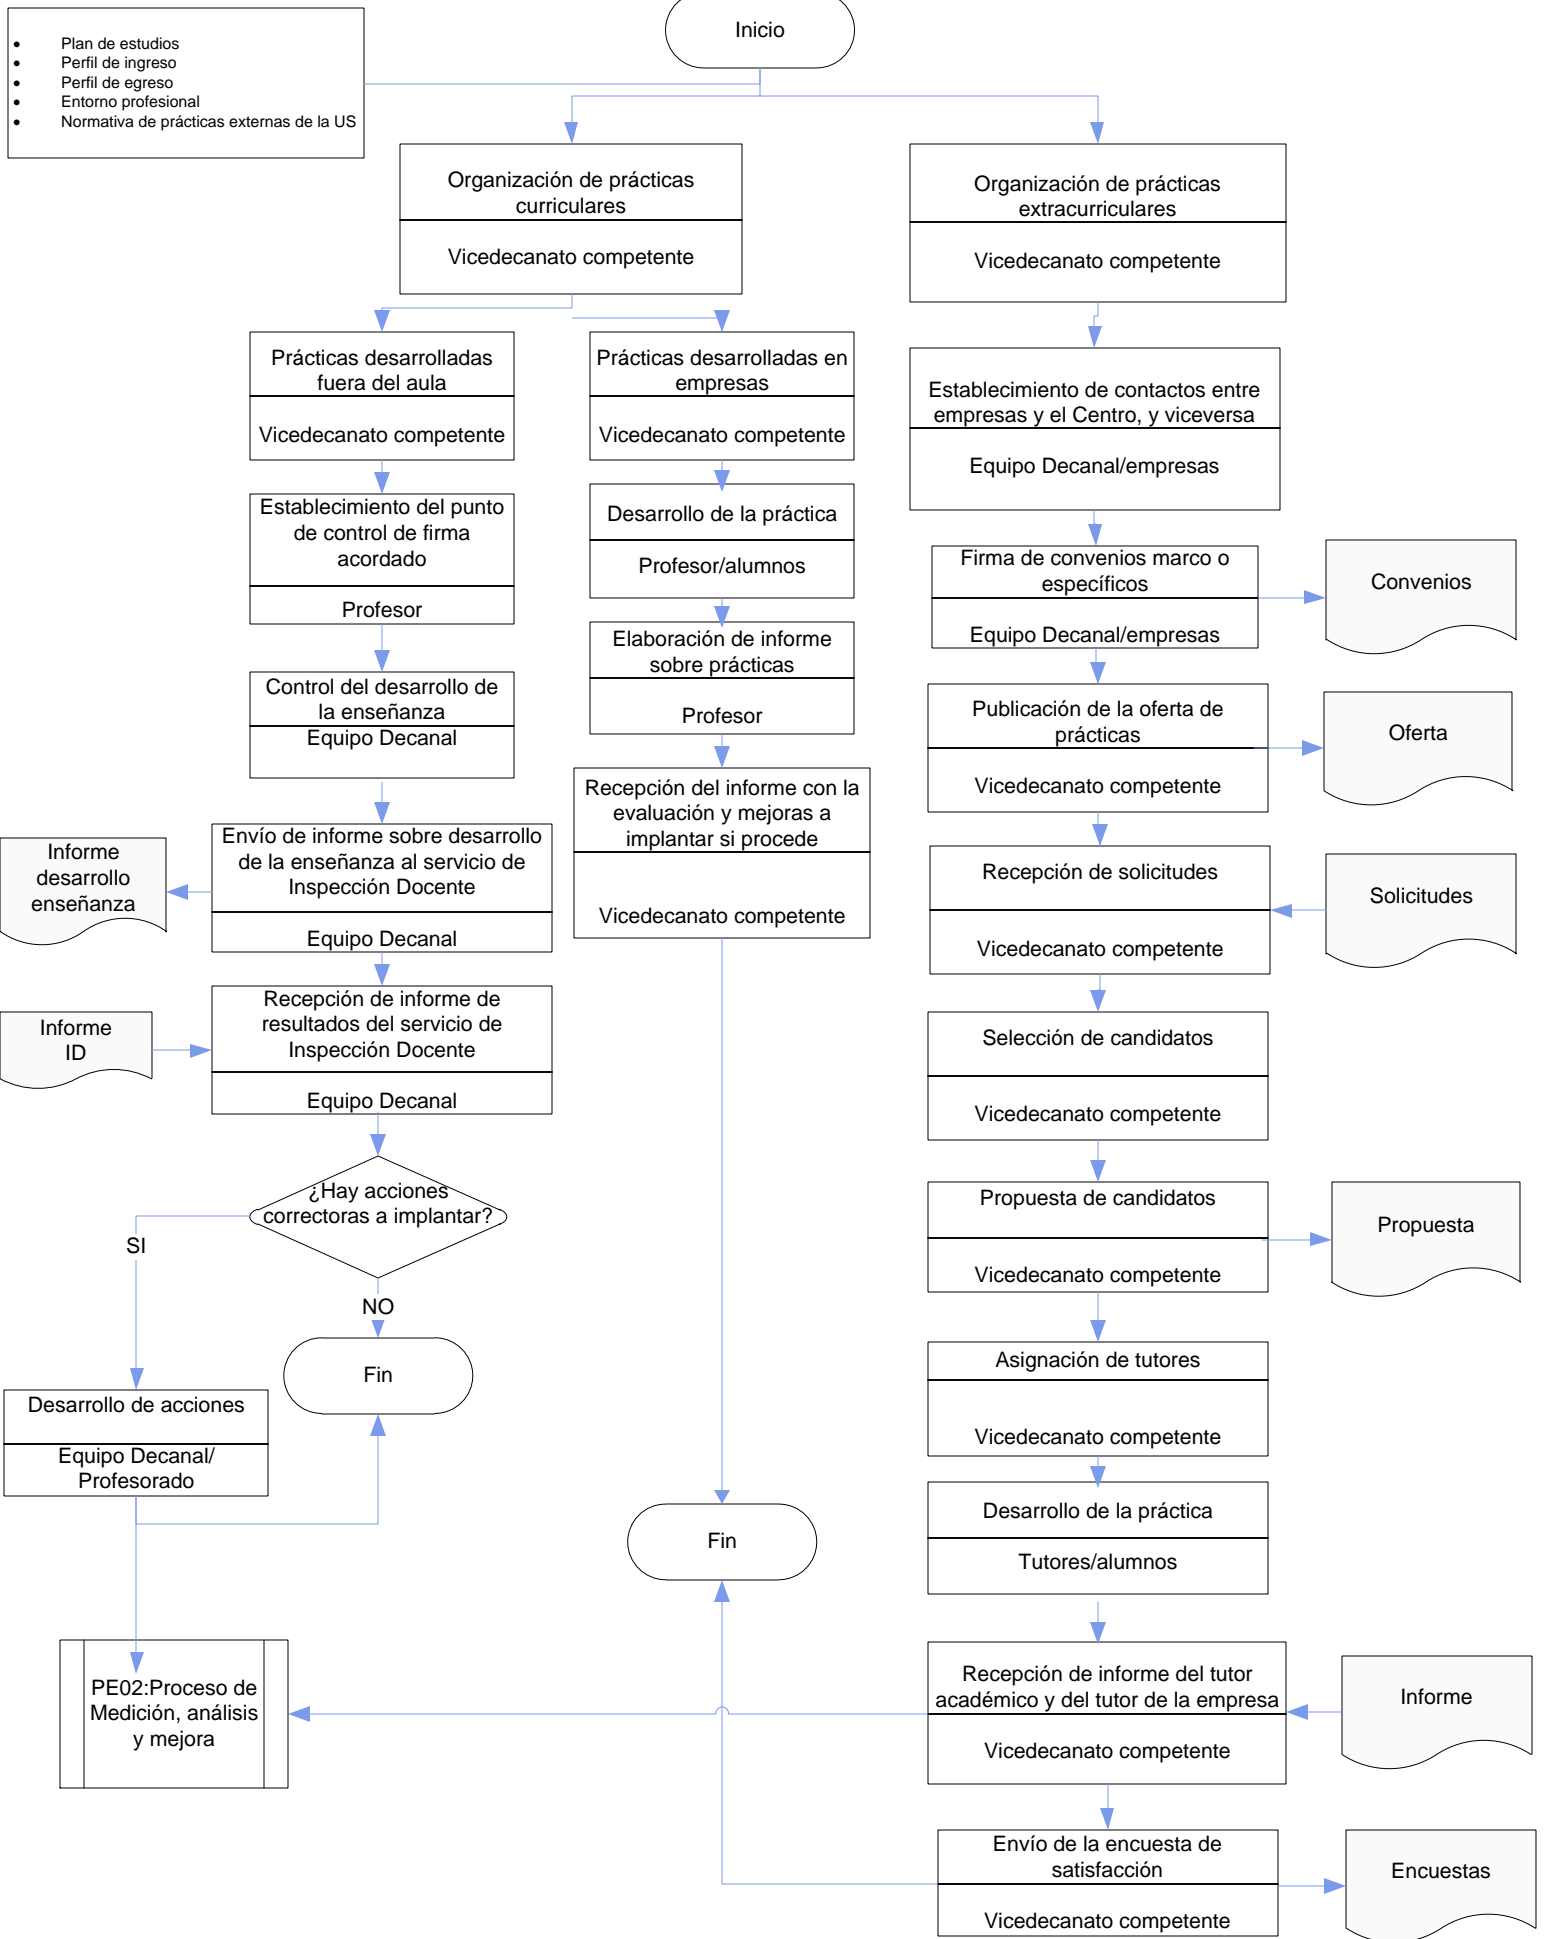 Inicio
• Plan de estudios
• Perfil de ingreso
• Perfil de egreso
• Entorno profesional
• Normativa de prácticas externas de la US
Organización de prácticas
curriculares
Vicedecanato competente
Organización de prácticas
extracurriculares
Vicedecanato competente
Prácticas desarrolladas
fuera del aula
Vicedecanato competente
Establecimiento del punto
de control de firma
acordado
Profesor
Control del desarrollo de
la enseñanza
Equipo Decanal
Envío de informe sobre desarrollo
de la enseñanza al servicio de
Inspección Docente
Equipo Decanal
Informe
desarrollo
enseñanza
Recepción de informe de
resultados del servicio de
Inspección Docente
Equipo Decanal
Informe
ID
¿Hay acciones
correctoras a implantar?
SI
NO
Fin
Desarrollo de acciones
Equipo Decanal/
Profesorado
PE02:Proceso de
Medición, análisis
y mejora
Prácticas desarrolladas en
empresas
Vicedecanato competente
Desarrollo de la práctica
Profesor/alumnos
Elaboración de informe
sobre prácticas
Profesor
Recepción del informe con la
evaluación y mejoras a
implantar si procede
Vicedecanato competente
Fin
Establecimiento de contactos entre
empresas y el Centro, y viceversa
Equipo Decanal/empresas
Firma de convenios marco o
específicos
Equipo Decanal/empresas
Convenios
Publicación de la oferta de
prácticas
Vicedecanato competente
Oferta
Recepción de solicitudes
Vicedecanato competente
Solicitudes
Selección de candidatos
Vicedecanato competente
Propuesta de candidatos
Vicedecanato competente
Propuesta
Asignación de tutores
Vicedecanato competente
Desarrollo de la práctica
Tutores/alumnos
Recepción de informe del tutor
académico y del tutor de la empresa
Vicedecanato competente
Informe
Envío de la encuesta de
satisfacción
Vicedecanato competente
Encuestas